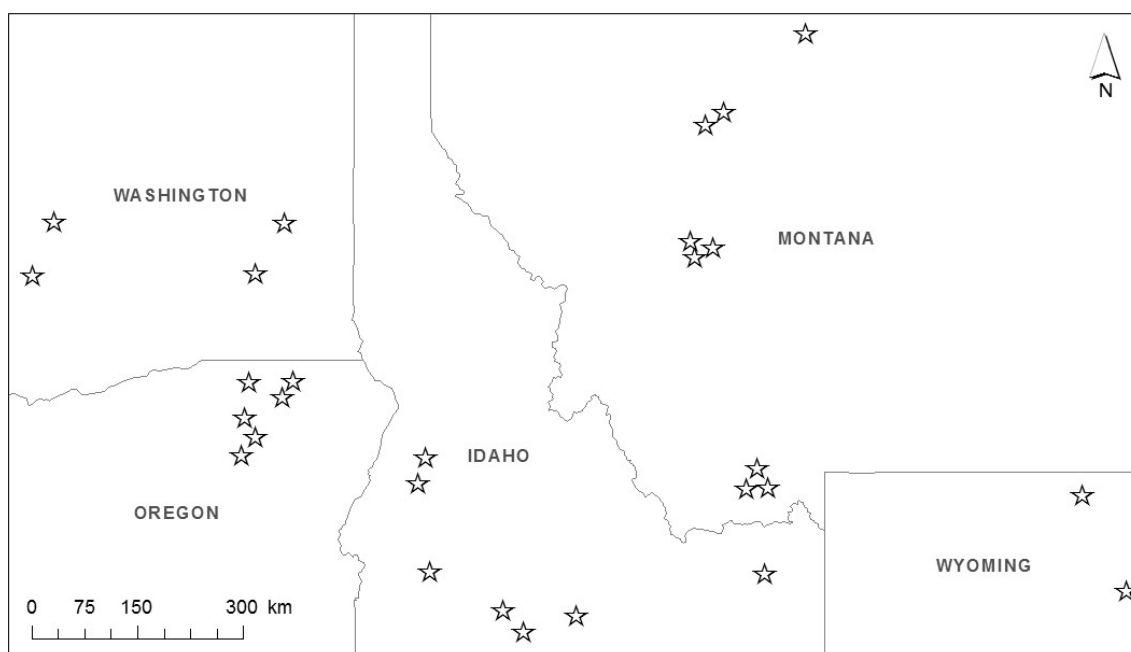 N
WASHINGTON
MONTANA
IDAHO
OREGON
WYOMING
0 75 150 300 km